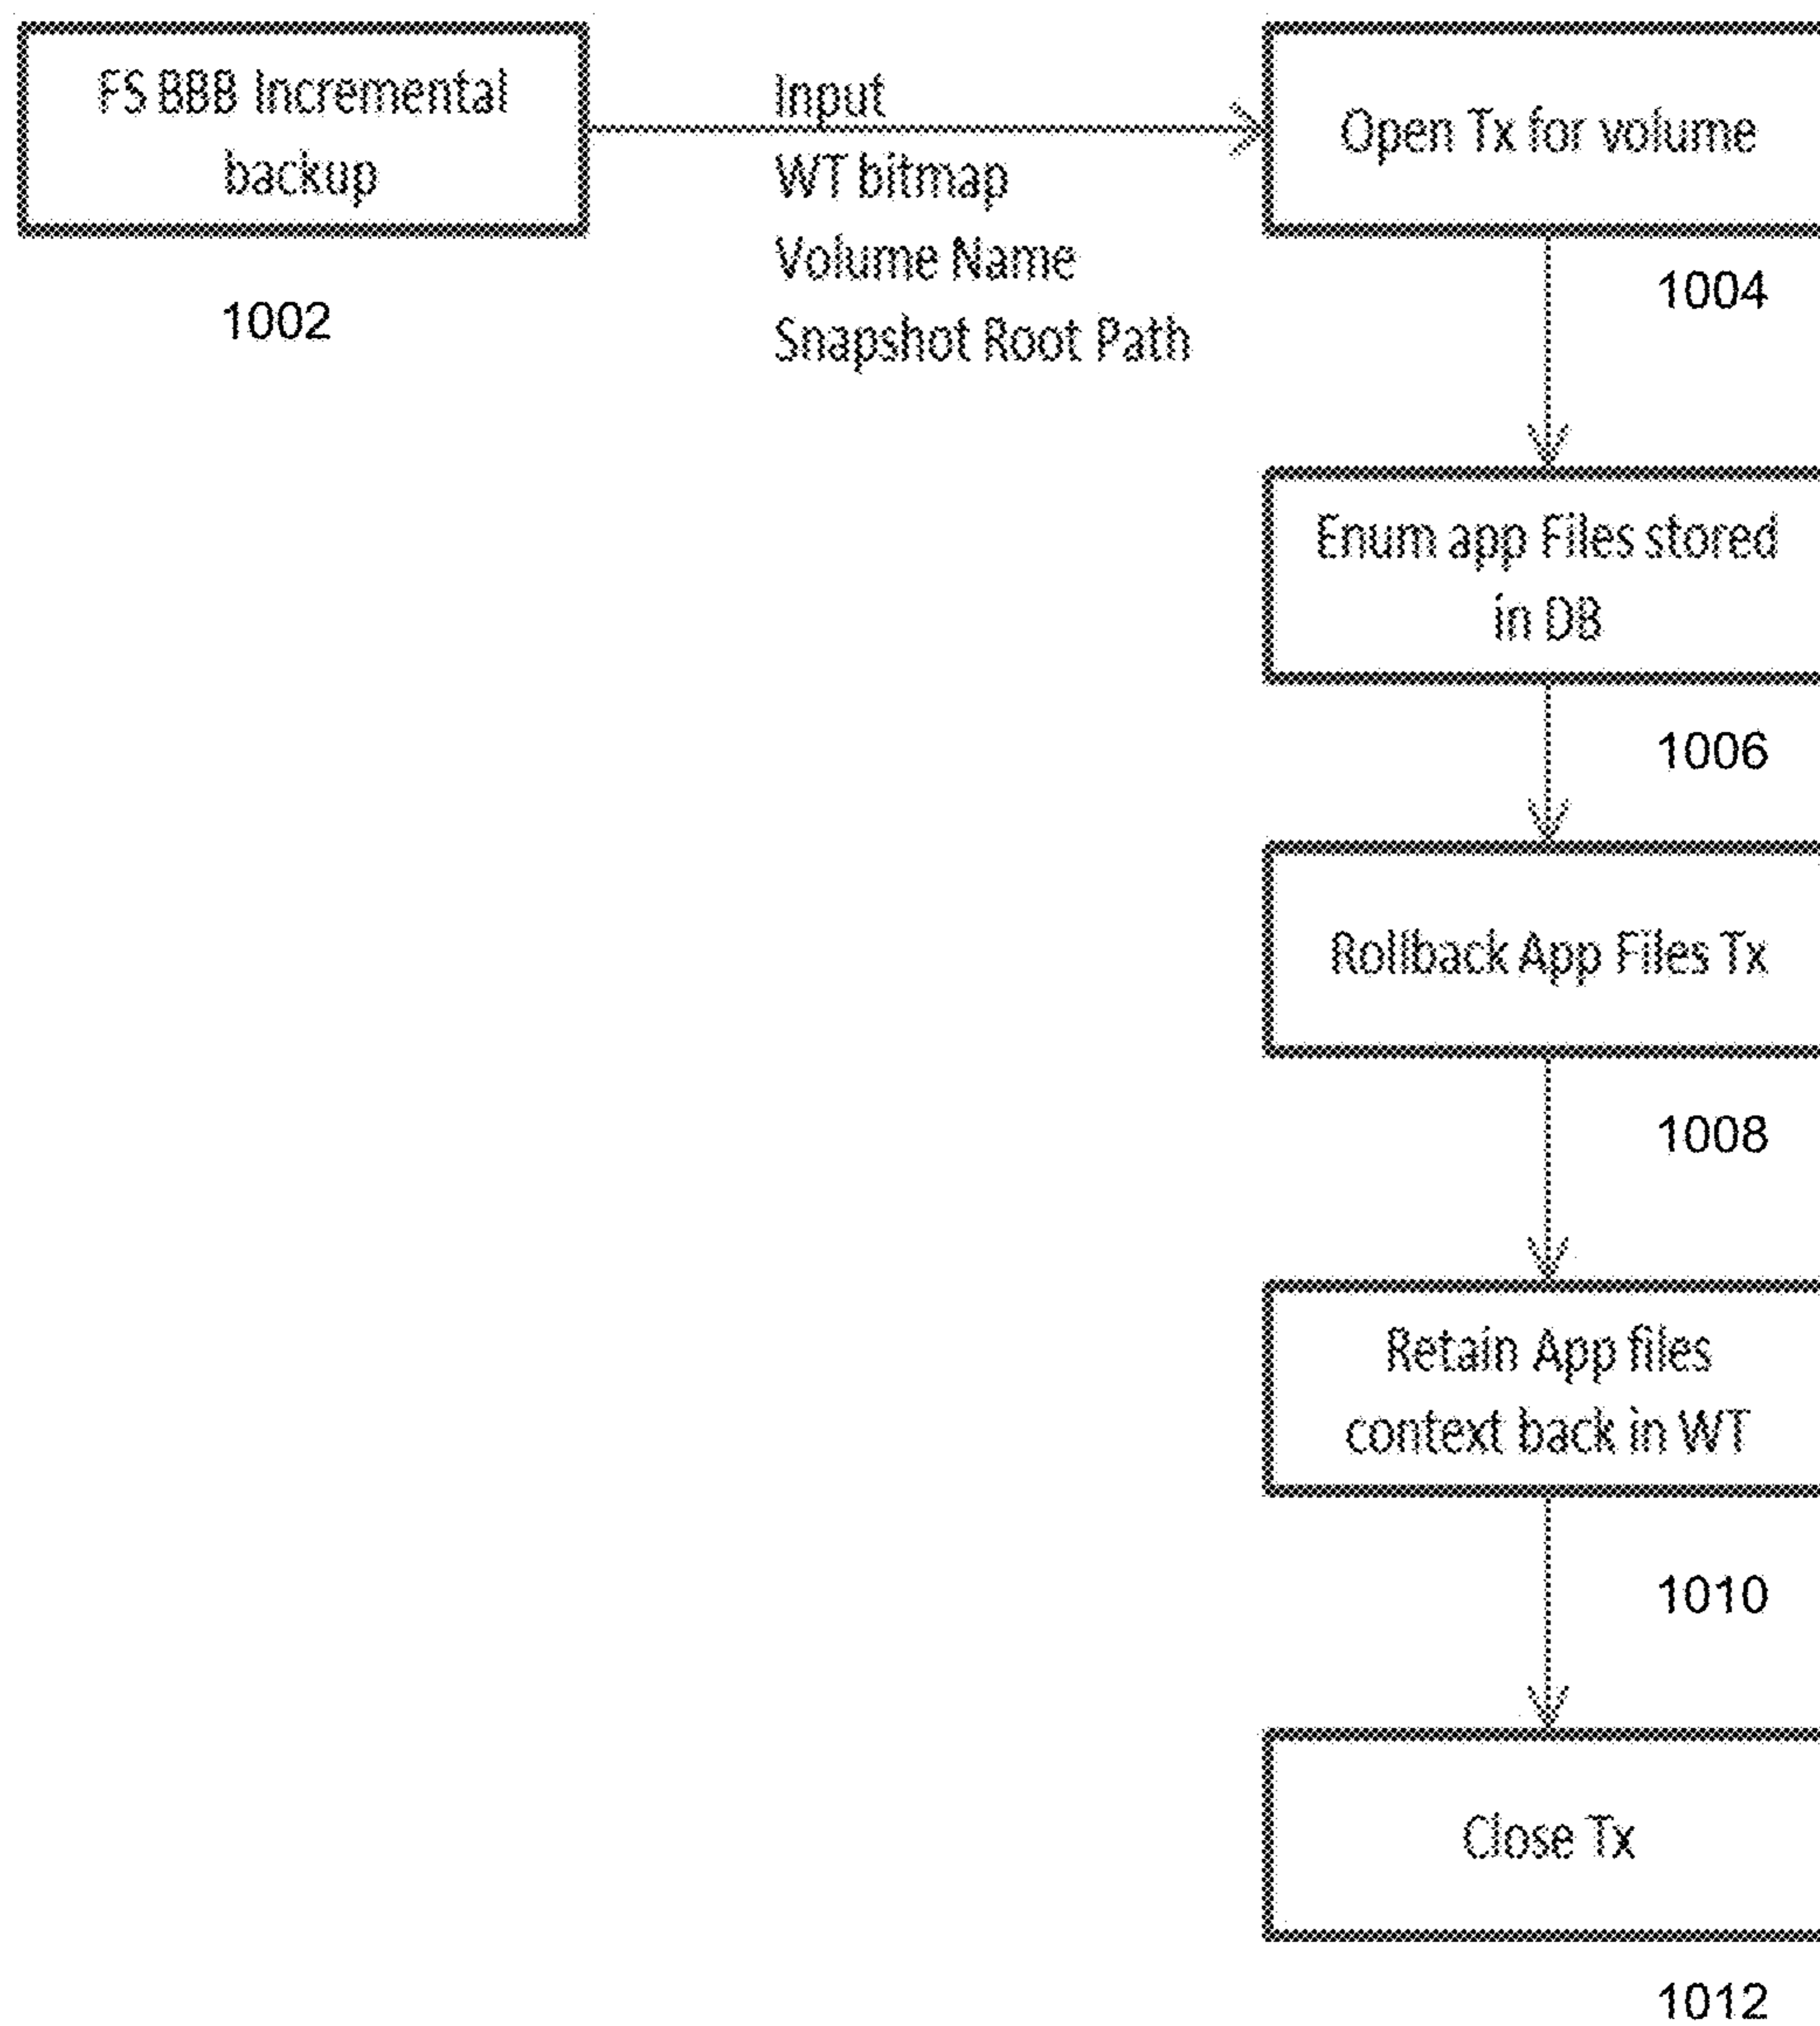 FS BBB Incremental
backup
1002
Input
WT bitmap
Volume Name
Snapshot Root Path
Open Tx for volume
1004
Enum app Files stored
in DB
1006
Rollback App Files Tx
1008
Retain App files
context back in WT
1010
Close Tx
1012